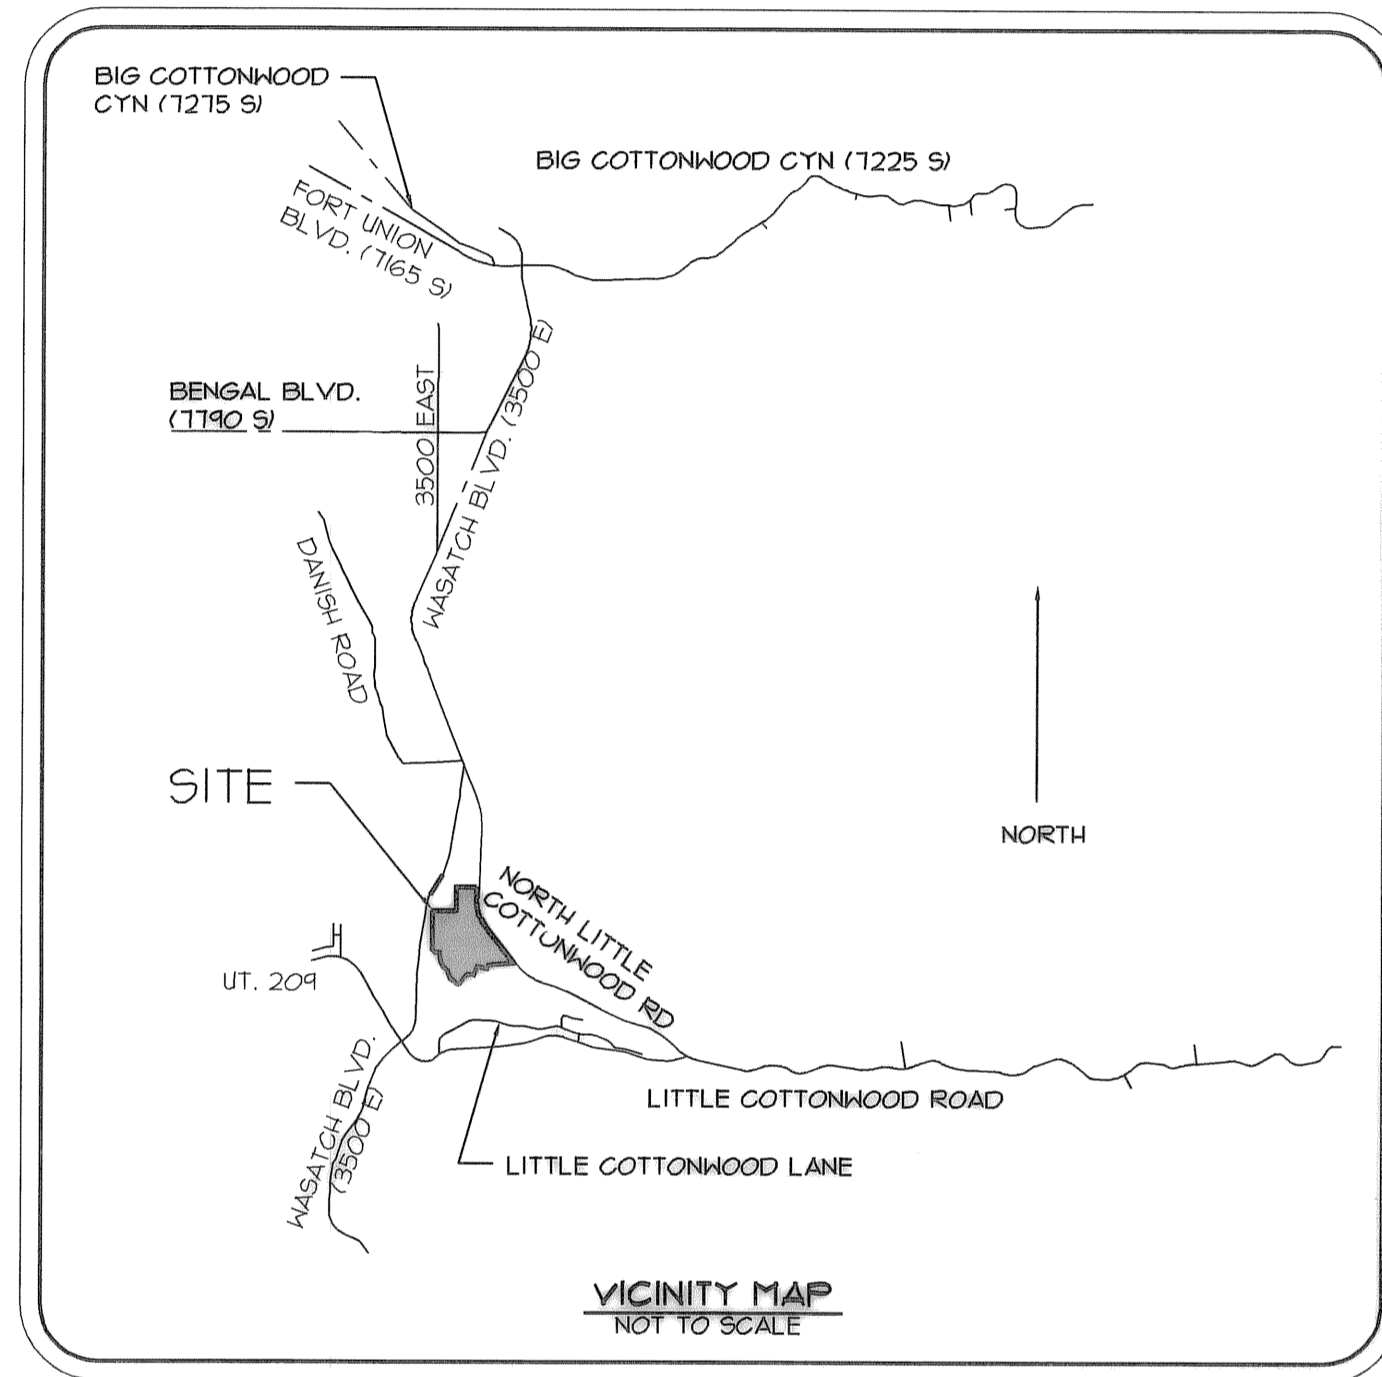 BIG COTTONWOOD
CYN (7275 S)
BIG COTTONWOOD CYN (7225 S)
FORT UNION
BLVD. (7165 S)
BENGAL BLVD.
(7790 S)
3500 EAST
WASATCH BLVD. (3500 E)
DANISH ROAD
SITE
NORTH
NORTH LITTLE
COTTONWOOD RD
UT. 209
WASATCH BLVD.
(3500 E)
LITTLE COTTONWOOD ROAD
LITTLE COTTONWOOD LANE
VICINITY MAP
NOT TO SCALE